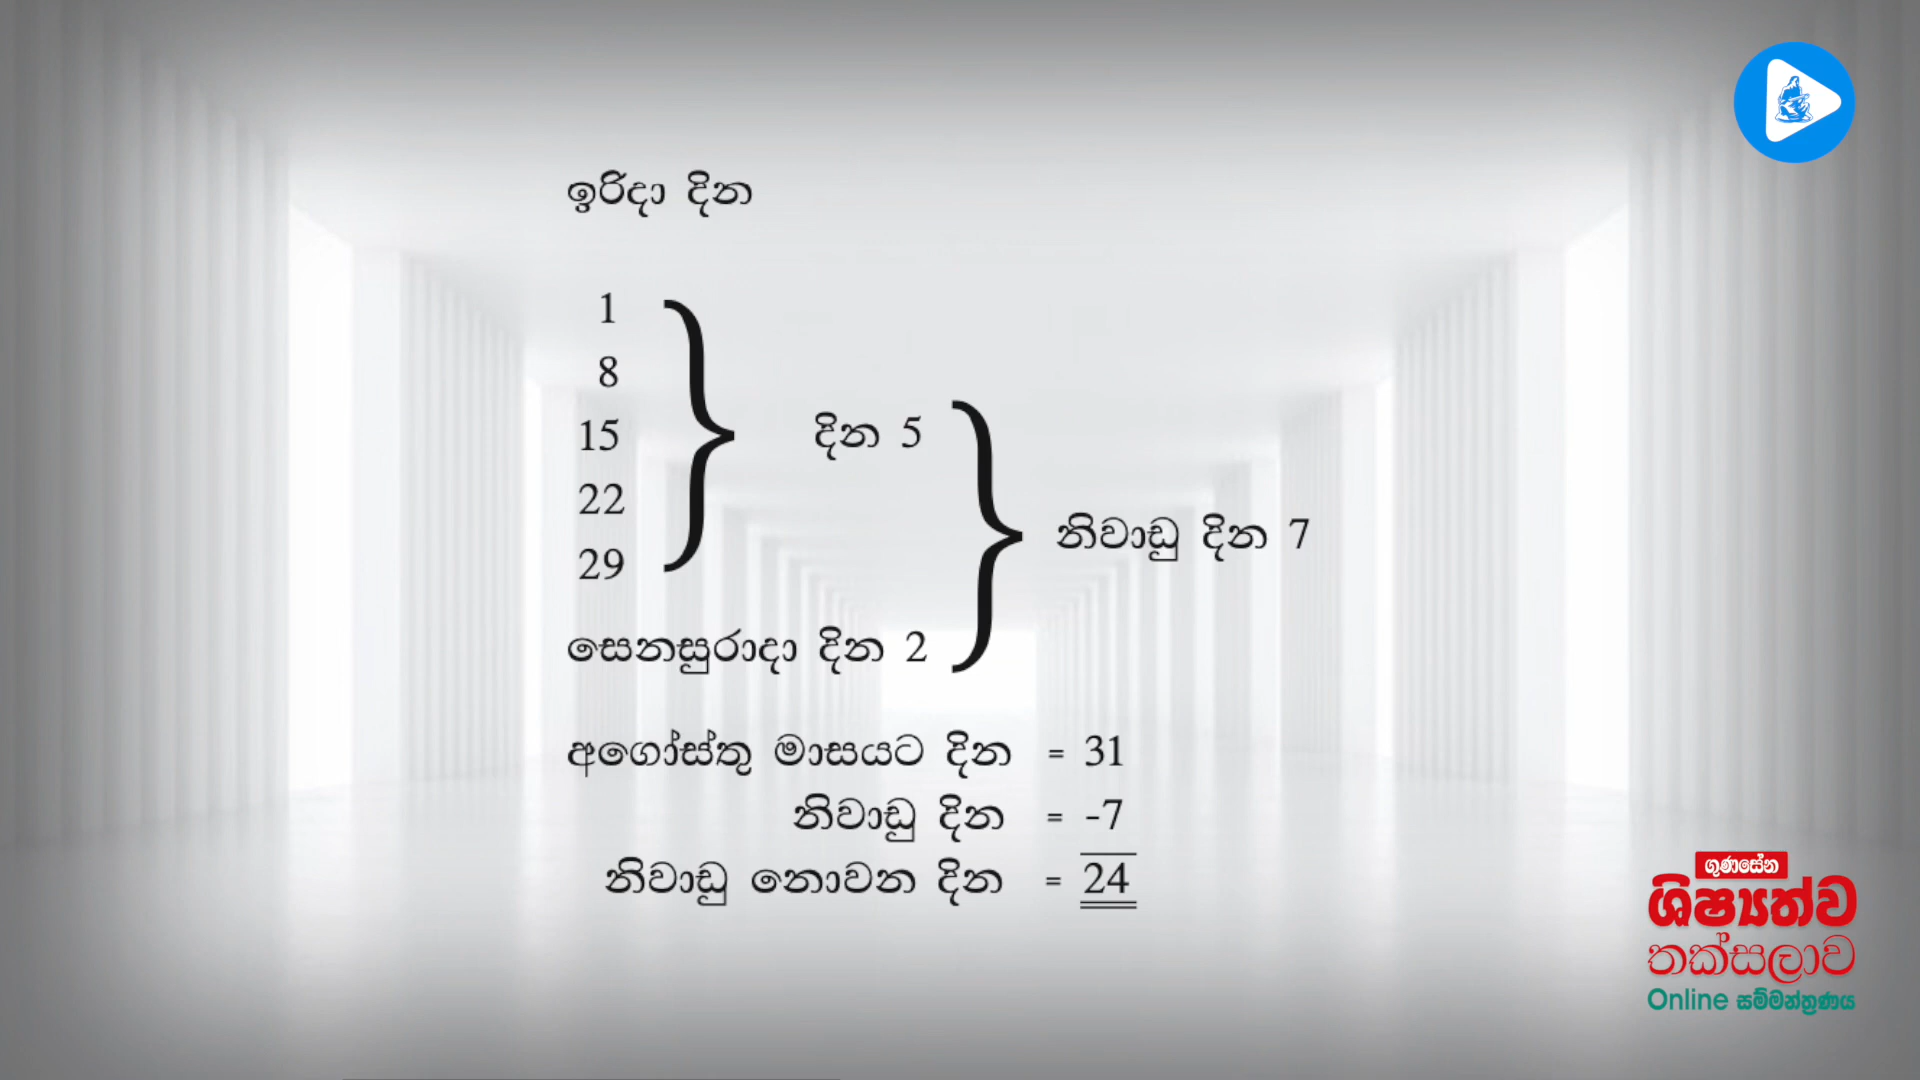 ඉරිදා දින
1
8
15
22
29
දින 5
නිවාඩු දින 7
සෙනසුරාදා දින 2
අගෝස්තු මාසයට දින = 31
නිවාඩු දින = -7
නිවාඩු නොවන දින = 24
ගුණසේන
ශිෂ්‍යත්ව
තක්සලාව
Online සම්මන්ත්‍රණය